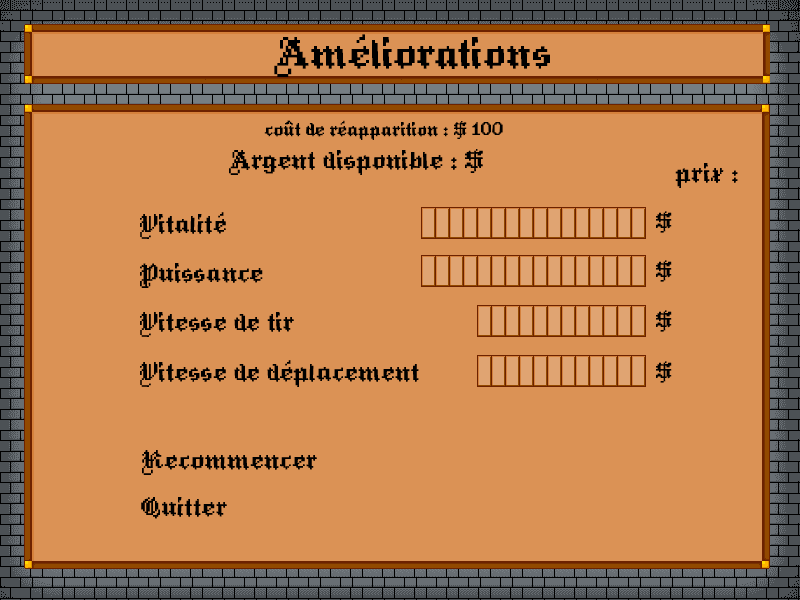 Améliorations
coût de réapparition : $ 100
Argent disponible : $
prix :
Vitalité $
Puissance $
Vitesse de tir $
Vitesse de déplacement $
Recommencer
Quitter